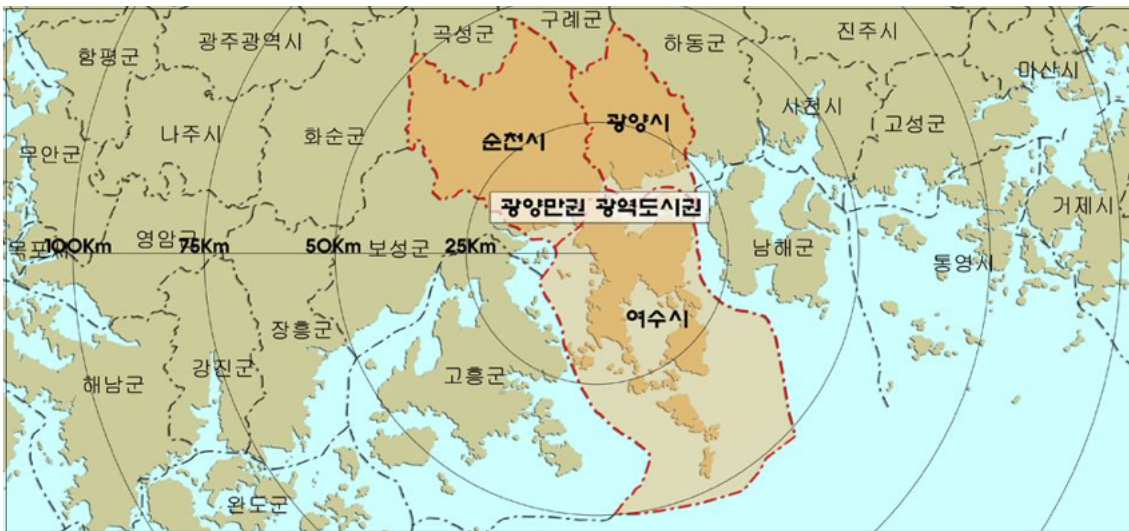 구례군
곡성군
하동군
진주시
광주광역시
함평군
마산시
사천시
광양시
고성군
나주시
화순군
순천시
무안군
광양만권 광역도시권
거제시
영암군
보성군
남해군
목포시
100Km
75Km
50Km
25Km
통영시
여수시
장흥군
강진군
고흥군
해남군
완도군